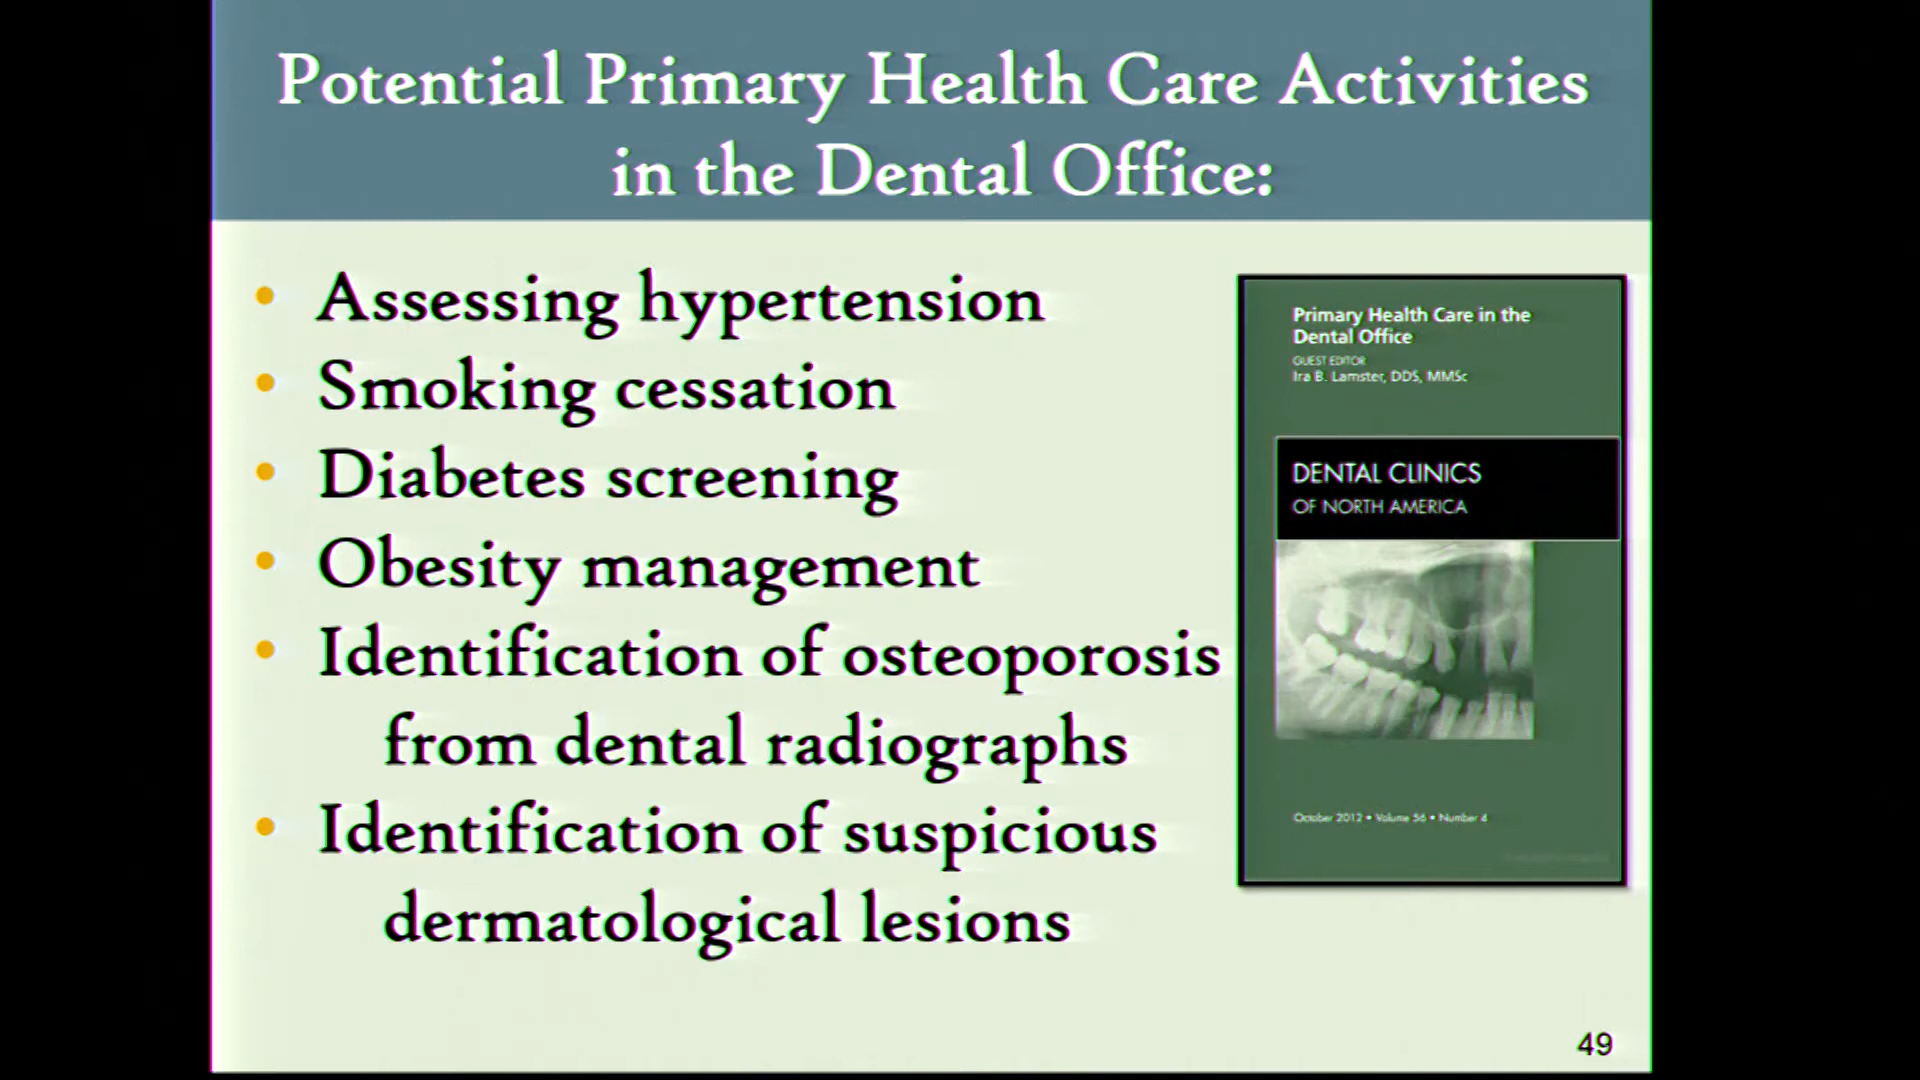 Potential Primary Health Care Activities
in the Dental Office:
• Assessing hypertension
• Smoking cessation
• Diabetes screening
• Obesity management
• Identification of osteoporosis
from dental radiographs
• Identification of suspicious
dermatological lesions
Primary Health Care in the
Dental Office
GUEST EDITOR
Ira B. Lamster, DDS, MMSc
DENTAL CLINICS
OF NORTH AMERICA
October 2012 • Volume 56 • Number 4
49